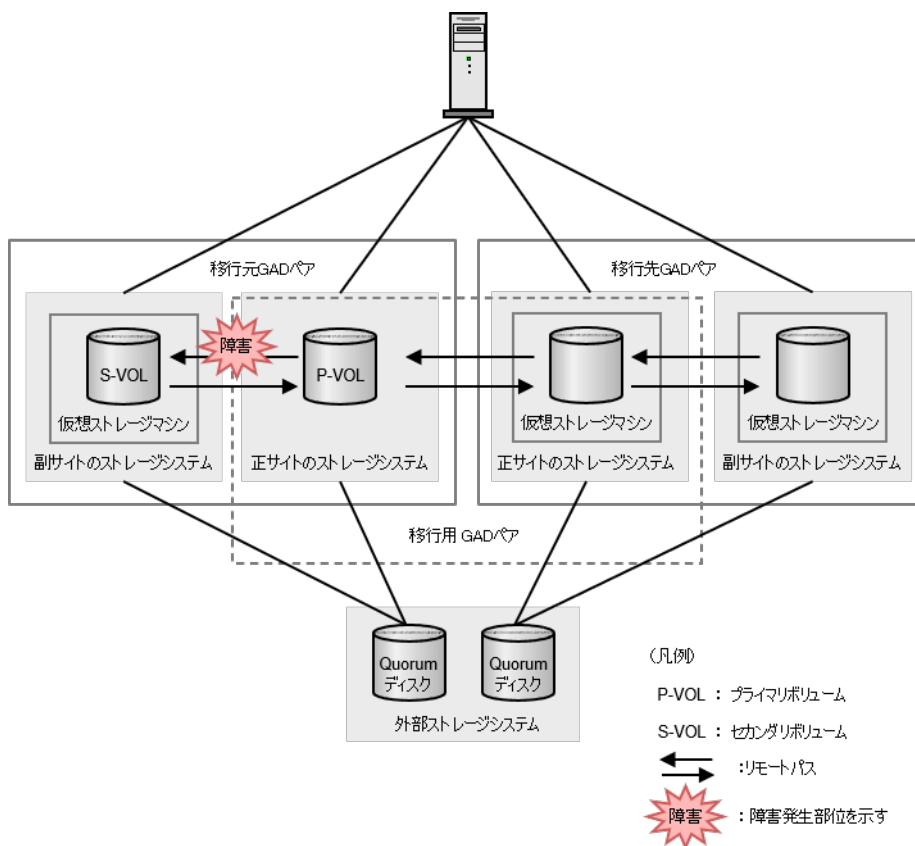 移行元GADペア
移行先GADペア
障害
S-VOL
P-VOL
仮想ストレージマシン
仮想ストレージマシン
仮想ストレージマシン
副サイトのストレージシステム
正サイトのストレージシステム
正サイトのストレージシステム
副サイトのストレージシステム
移行用 GADペア
Quorum
ディスク
Quorum
ディスク
外部ストレージシステム
(凡例)
P-VOL : プライマリボリューム
S-VOL : セカンダリボリューム
:リモートパス
障害 : 障害発生部位を示す